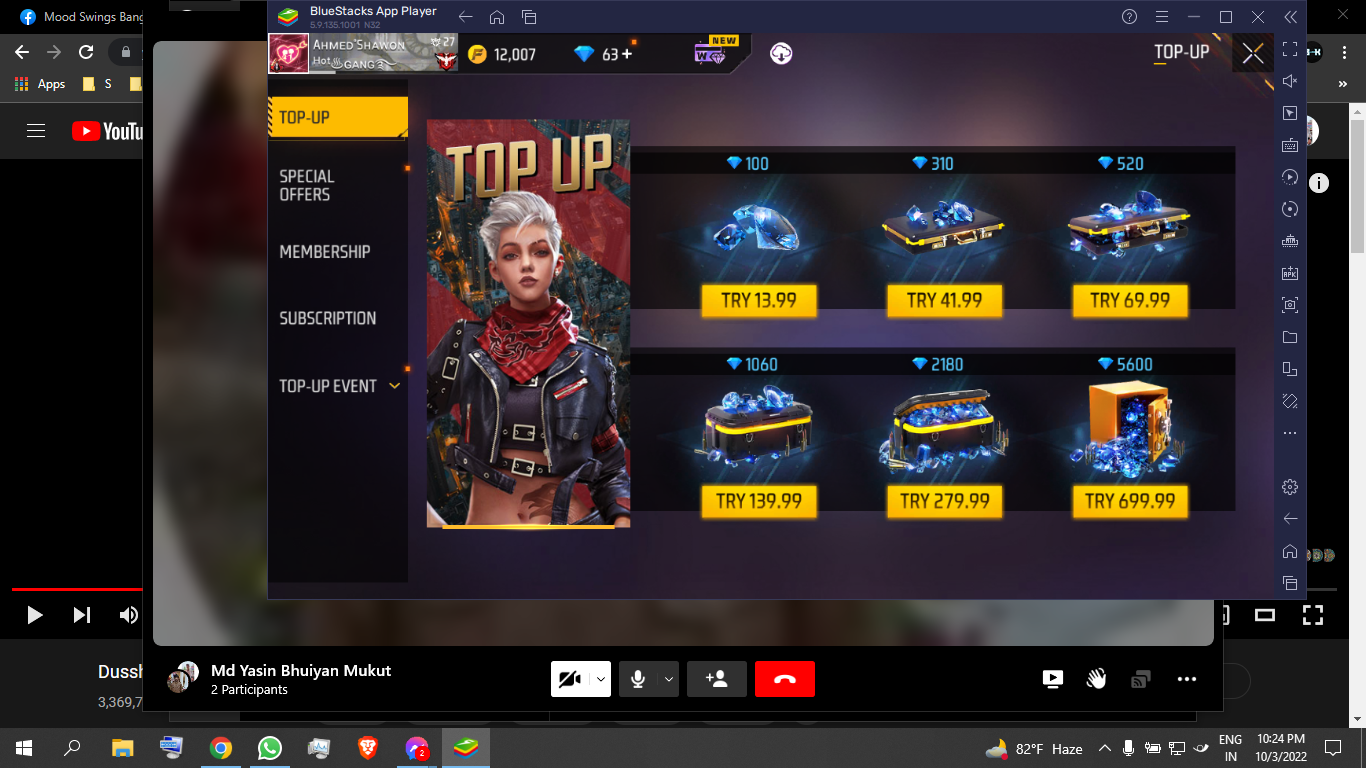 Mood Swings Bang
BlueStacks App Player
5.9.135.1001 N32
AHMED SHAWON
27
Hot
GANG
12,007
63 +
NEW
W
TOP-UP
Apps
S
YouTu
TOP-UP
SPECIAL
OFFERS
MEMBERSHIP
SUBSCRIPTION
TOP-UP EVENT
TOP UP
100
310
520
TRY 13.99
TRY 41.99
TRY 69.99
1060
2180
5600
TRY 139.99
TRY 279.99
TRY 699.99
Dussh
3,369,7
Md Yasin Bhuiyan Mukut
2 Participants
2
82°F Haze
ENG
IN
10:24 PM
10/3/2022